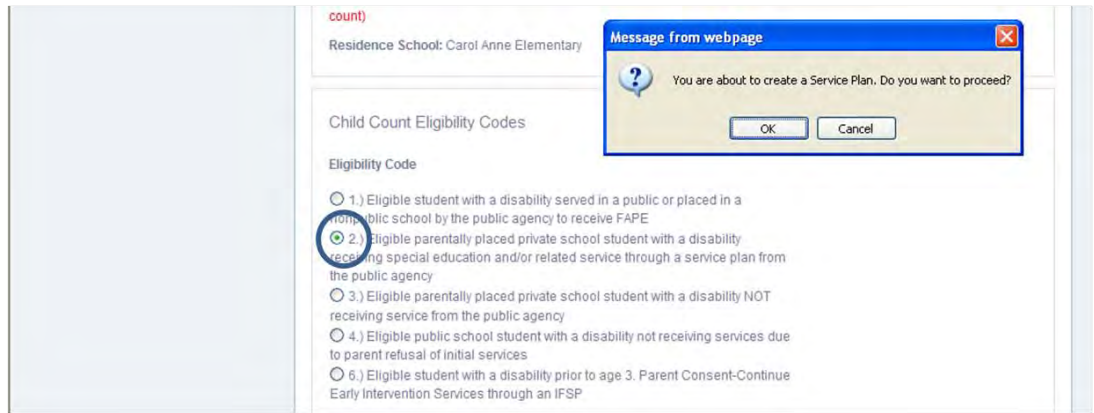 count)
Residence School: Carol Anne Elementary
Message from webpage
You are about to create a Service Plan. Do you want to proceed?
OK
Cancel
Child Count Eligibility Codes
Eligibility Code
1.) Eligible student with a disability served in a public or placed in a
nonpublic school by the public agency to receive FAPE
2.) Eligible parentally placed private school student with a disability
receiving special education and/or related service through a service plan from
the public agency
3.) Eligible parentally placed private school student with a disability NOT
receiving service from the public agency
4.) Eligible public school student with a disability not receiving services due
to parent refusal of initial services
6.) Eligible student with a disability prior to age 3. Parent Consent-Continue
Early Intervention Services through an IFSP